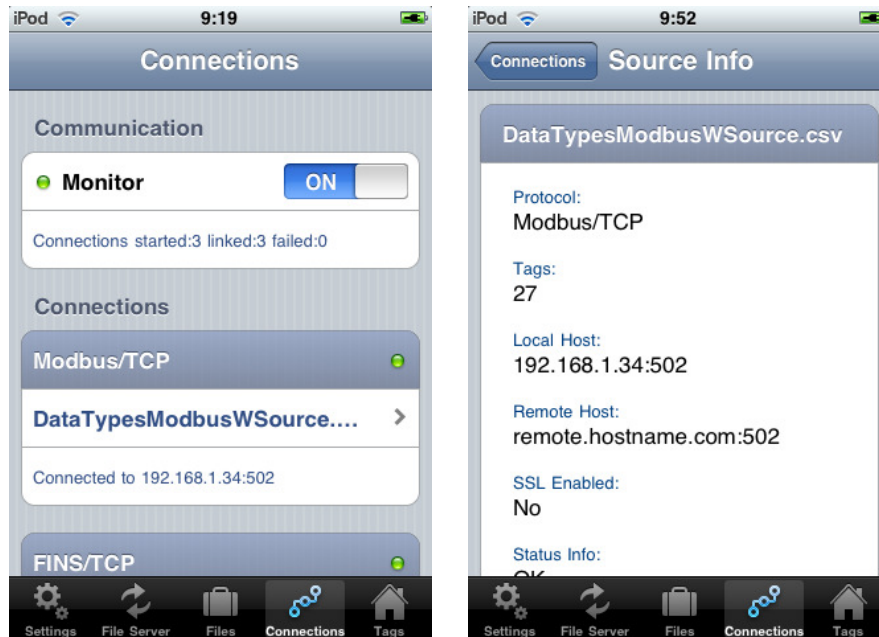 iPod 9:19
Connections
Communication
Monitor ON
Connections started:3 linked:3 failed:0
Connections
Modbus/TCP
DataTypesModbusWSource....
Connected to 192.168.1.34:502
FINS/TCP
Settings File Server Files Connections Tags
iPod 9:52
Connections Source Info
DataTypesModbusWSource.csv
Protocol:
Modbus/TCP
Tags:
27
Local Host:
192.168.1.34:502
Remote Host:
remote.hostname.com:502
SSL Enabled:
No
Status Info:
OK
Settings File Server Files Connections Tags